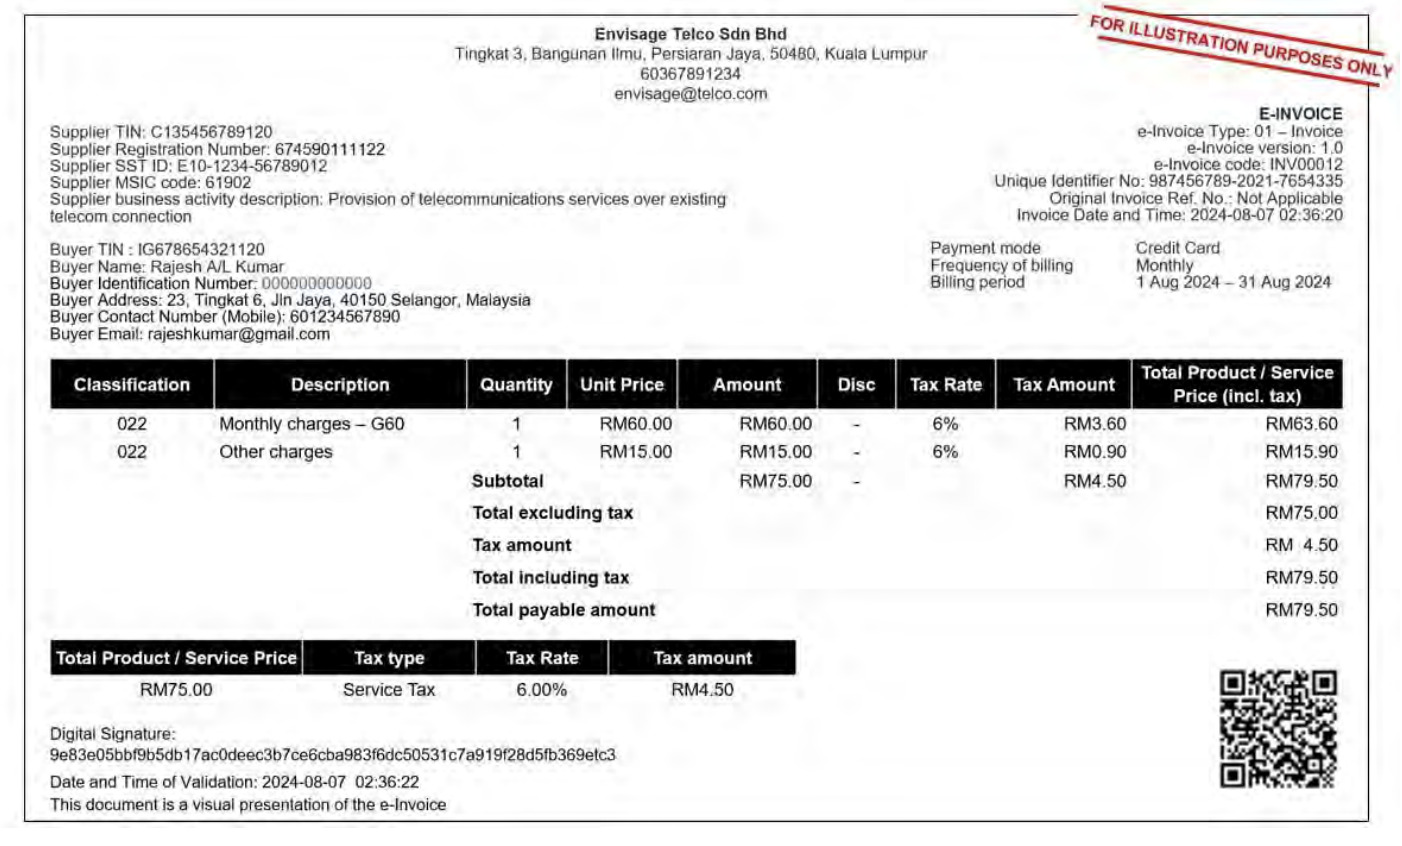 FOR ILLUSTRATION PURPOSES ONLY
Envisage Telco Sdn Bhd
Tingkat 3, Bangunan Ilmu, Persiaran Jaya, 50480, Kuala Lumpur
60367891234
envisage@telco.com
E-INVOICE
e-Invoice Type: 01 – Invoice
e-Invoice version: 1.0
e-Invoice code: INV00012
Unique Identifier No: 987456789-2021-7654335
Original Invoice Ref. No.: Not Applicable
Invoice Date and Time: 2024-08-07 02:36:20
Supplier TIN: C135456789120
Supplier Registration Number: 674590111122
Supplier SST ID: E10-1234-56789012
Supplier MSIC code: 61902
Supplier business activity description: Provision of telecommunications services over existing
telecom connection
Buyer TIN : IG678654321120
Buyer Name: Rajesh A/L Kumar
Buyer Identification Number: 000000000000
Buyer Address: 23, Tingkat 6, Jln Jaya, 40150 Selangor, Malaysia
Buyer Contact Number (Mobile): 601234567890
Buyer Email: rajeshkumar@gmail.com
Payment mode Credit Card
Frequency of billing Monthly
Billing period 1 Aug 2024 – 31 Aug 2024
Classification Description Quantity Unit Price Amount Disc Tax Rate Tax Amount Total Product / Service Price (incl. tax)
022 Monthly charges – G60 1 RM60.00 RM60.00 - 6% RM3.60 RM63.60
022 Other charges 1 RM15.00 RM15.00 - 6% RM0.90 RM15.90
Subtotal RM75.00 - RM4.50 RM79.50
Total excluding tax RM75.00
Tax amount RM 4.50
Total including tax RM79.50
Total payable amount RM79.50
Total Product / Service Price Tax type Tax Rate Tax amount
RM75.00 Service Tax 6.00% RM4.50
Digital Signature:
9e83e05bbf9b5db17ac0deec3b7ce6cba983f6dc50531c7a919f28d5fb369etc3
Date and Time of Validation: 2024-08-07 02:36:22
This document is a visual presentation of the e-Invoice